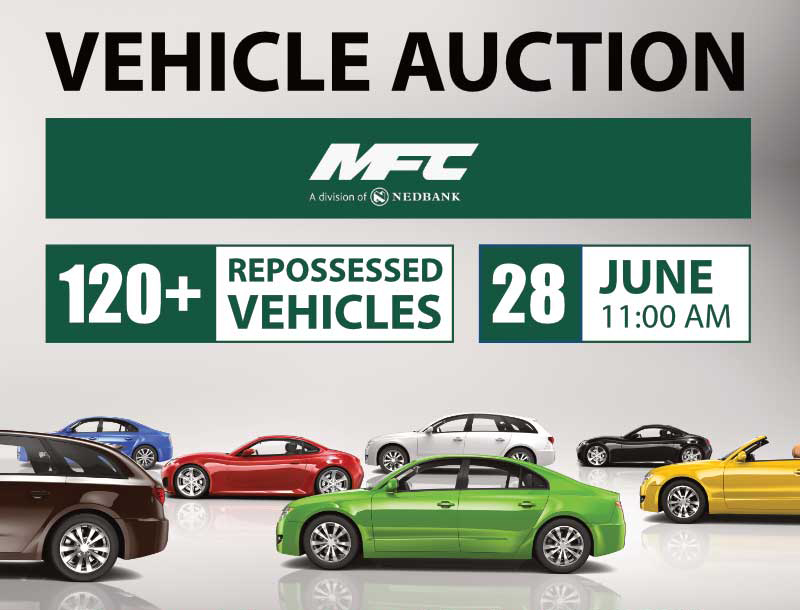 VEHICLE AUCTION
MFC
A division of NEDBANK
120+
REPOSSESSED
VEHICLES
28
JUNE
11:00 AM